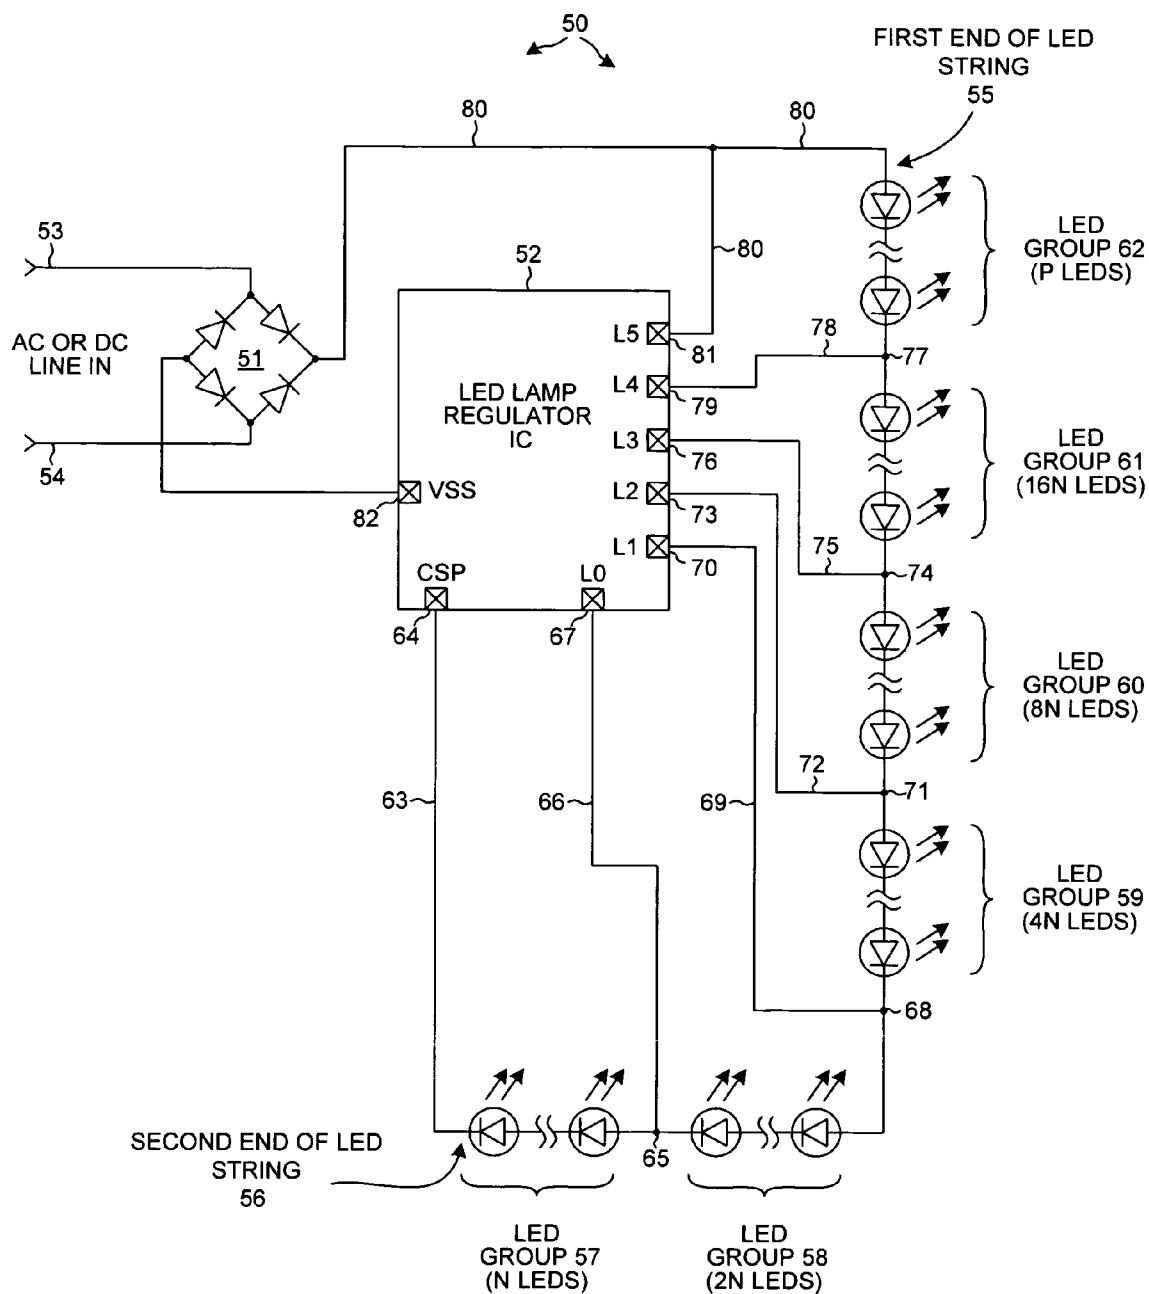 50
FIRST END OF LED
STRING
55
80
80
53
52
80
LED
GROUP 62
(P LEDS)
AC OR DC
LINE IN
51
L5
81
78
77
LED LAMP
REGULATOR
IC
L4
79
L3
76
54
LED
GROUP 61
(16N LEDS)
VSS
82
L2
73
L1
70
75
74
CSP
L0
64
67
LED
GROUP 60
(8N LEDS)
72
71
63
66
69
LED
GROUP 59
(4N LEDS)
68
SECOND END OF LED
STRING
56
65
LED
GROUP 57
(N LEDS)
LED
GROUP 58
(2N LEDS)